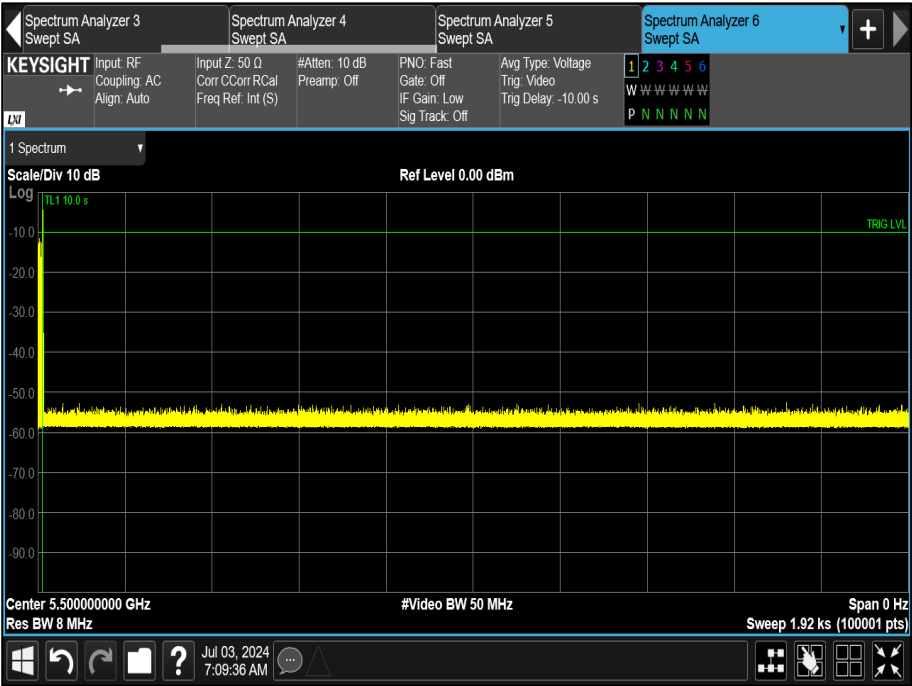 Spectrum Analyzer 3
Swept SA
Spectrum Analyzer 4
Swept SA
Spectrum Analyzer 5
Swept SA
Spectrum Analyzer 6
Swept SA
+
KEYSIGHT
LXI
Input: RF
Coupling: AC
Align: Auto
Input Z: 50 Ω
Corr CCorr RCal
Freq Ref: Int (S)
#Atten: 10 dB
Preamp: Off
PNO: Fast
Gate: Off
IF Gain: Low
Sig Track: Off
Avg Type: Voltage
Trig: Video
Trig Delay: -10.00 s
1 2 3 4 5 6
W W W W W W
P N N N N N
1 Spectrum
Scale/Div 10 dB
Ref Level 0.00 dBm
Log
TL1 10.0 s
TRIG LVL
-10.0
-20.0
-30.0
-40.0
-50.0
-60.0
-70.0
-80.0
-90.0
Center 5.500000000 GHz
#Video BW 50 MHz
Span 0 Hz
Res BW 8 MHz
Sweep 1.92 ks (100001 pts)
?
Jul 03, 2024
7:09:36 AM